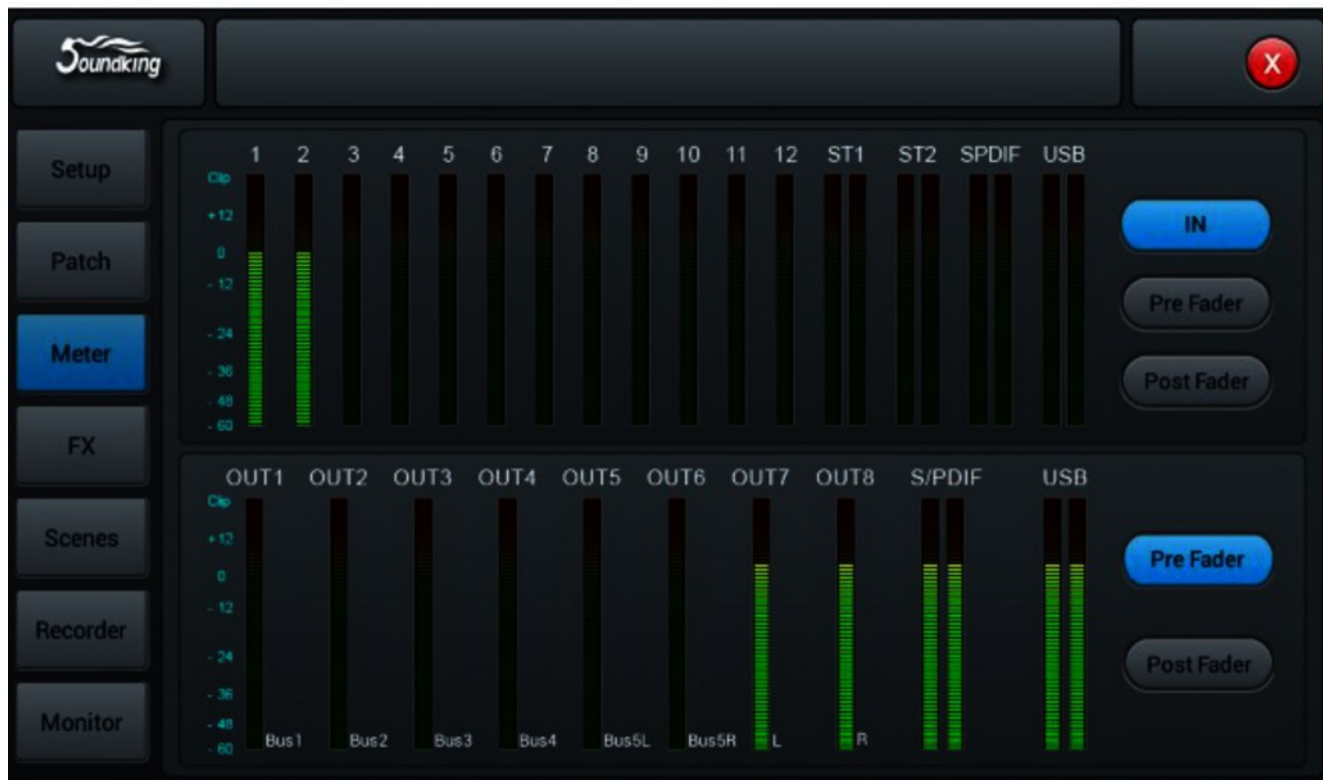 Soundking
X
Setup
Patch
Meter
FX
Scenes
Recorder
Monitor
1 2 3 4 5 6 7 8 9 10 11 12 ST1 ST2 SPDIF USB
Clip
+12
0
- 12
- 24
- 36
- 48
- 60
IN
Pre Fader
Post Fader
OUT1 OUT2 OUT3 OUT4 OUT5 OUT6 OUT7 OUT8 S/PDIF USB
Clip
+12
0
- 12
- 24
- 36
- 48
- 60
Bus1 Bus2 Bus3 Bus4 Bus5L Bus5R L R
Pre Fader
Post Fader